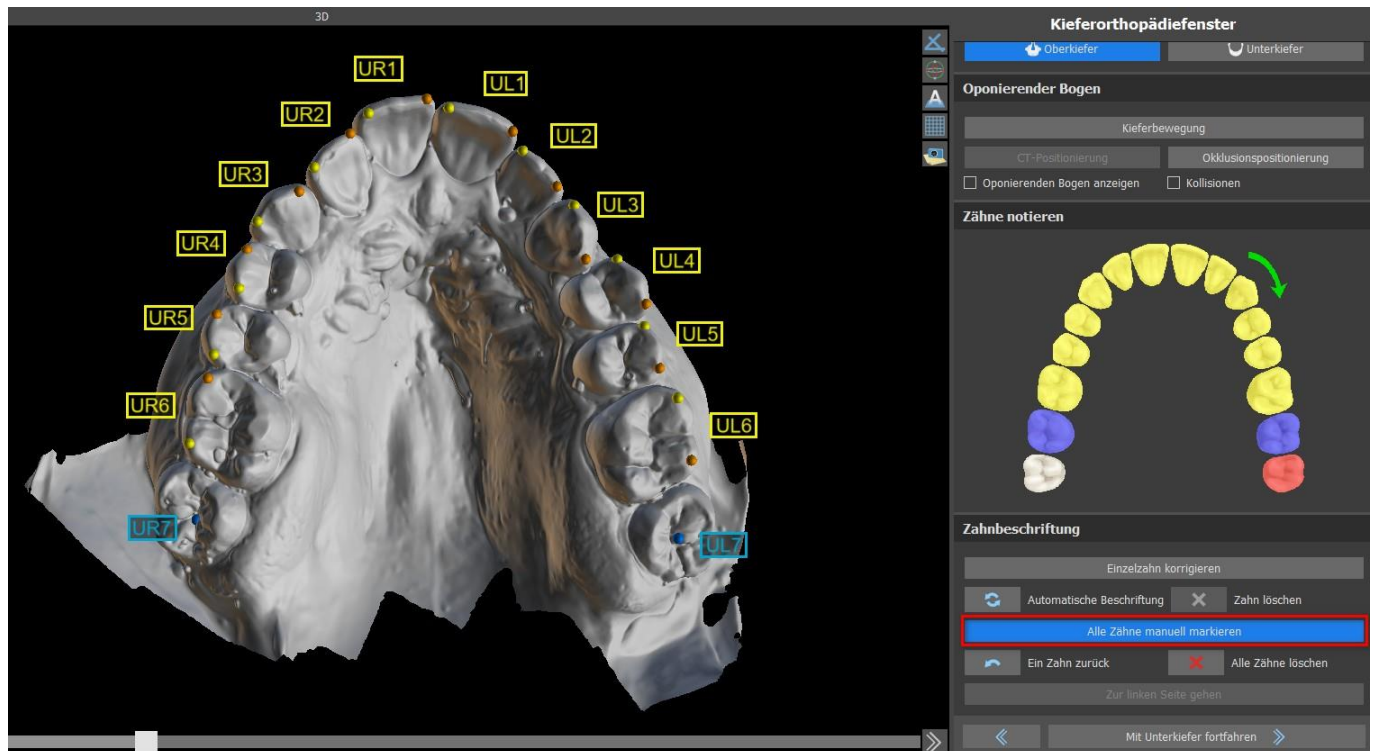 3D
UR1
UL1
UR2
UL2
UR3
UL3
UR4
UL4
UR5
UL5
UR6
UL6
UR7
UL7
A
Kieferorthopädiefenster
Oberkiefer
Unterkiefer
Oponierender Bogen
Kieferbewegung
CT-Positionierung
Okklusionspositionierung
Oponierenden Bogen anzeigen
Kollisionen
Zähne notieren
Zahnbeschriftung
Einzelzahn korrigieren
Automatische Beschriftung
Zahn löschen
Alle Zähne manuell markieren
Ein Zahn zurück
Alle Zähne löschen
Zur linken Seite gehen
Mit Unterkiefer fortfahren